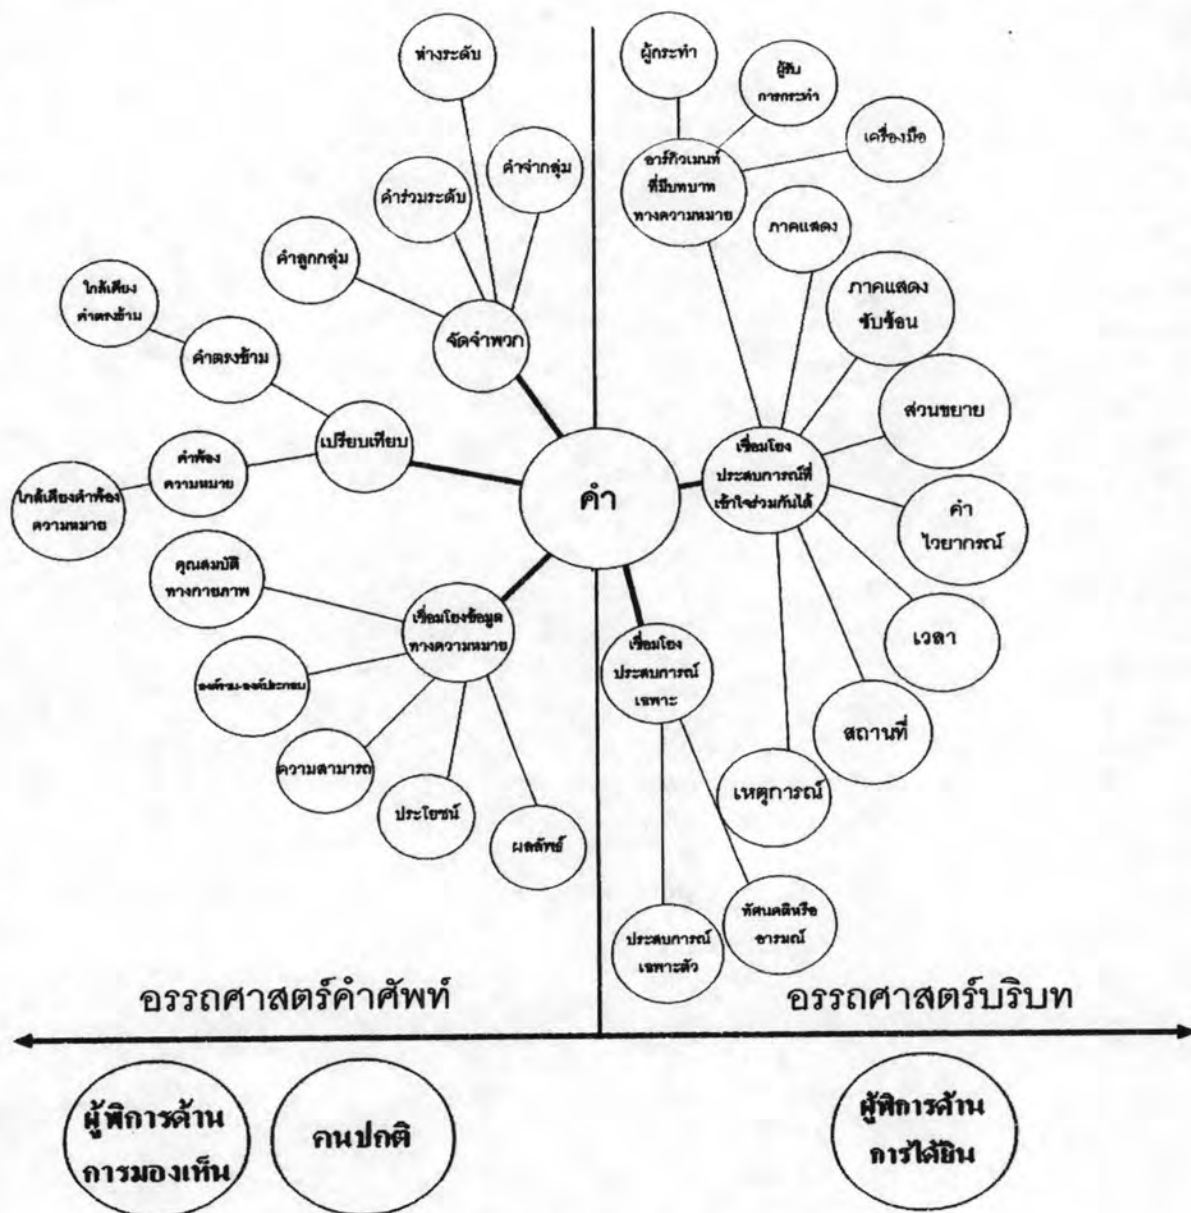 ห่างระดับ
คำจ่ากลุ่ม
คำร่วมระดับ
คำลูกกลุ่ม
จัดจำพวก
ใกล้เคียง
คำตรงข้าม
คำตรงข้าม
เปรียบเทียบ
คำพ้อง
ความหมาย
ใกล้เคียงคำพ้อง
ความหมาย
คุณสมบัติ
ทางกายภาพ
เชื่อมโยงข้อมูล
ทางความหมาย
องค์รวม-องค์ประกอบ
ความสามารถ
ประโยชน์
ผลลัพธ์
คำ
ผู้กระทำ
ผู้รับ
การกระทำ
เครื่องมือ
อาร์กิวเมนท์
ที่มีบทบาท
ทางความหมาย
ภาคแสดง
ภาคแสดง
ซับซ้อน
ส่วนขยาย
เชื่อมโยง
ประสบการณ์ที่
เข้าใจร่วมกันได้
คำ
ไวยากรณ์
เวลา
สถานที่
เหตุการณ์
เชื่อมโยง
ประสบการณ์
เฉพาะ
ทัศนคติหรือ
อารมณ์
ประสบการณ์
เฉพาะตัว
อรรถศาสตร์คำศัพท์
อรรถศาสตร์บริบท
ผู้พิการด้าน
การมองเห็น
คนปกติ
ผู้พิการด้าน
การได้ยิน